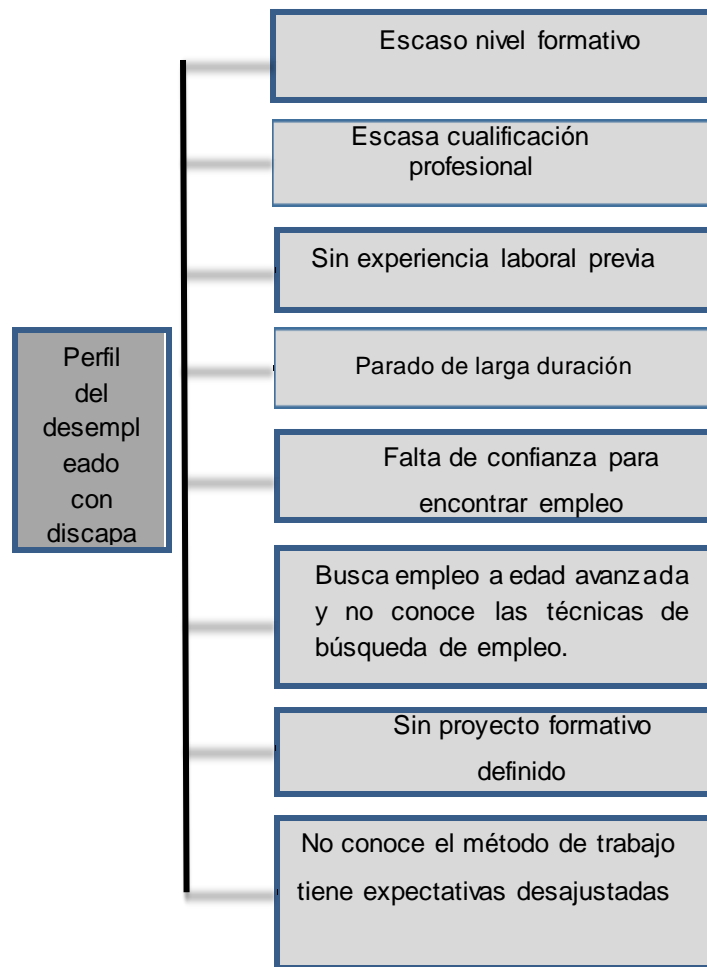 Escaso nivel formativo
Escasa cualificación
profesional
Sin experiencia laboral previa
Perfil
del
desempl
eado
con
discapa
Parado de larga duración
Falta de confianza para
encontrar empleo
Busca empleo a edad avanzada
y no conoce las técnicas de
búsqueda de empleo.
Sin proyecto formativo
definido
No conoce el método de trabajo
tiene expectativas desajustadas